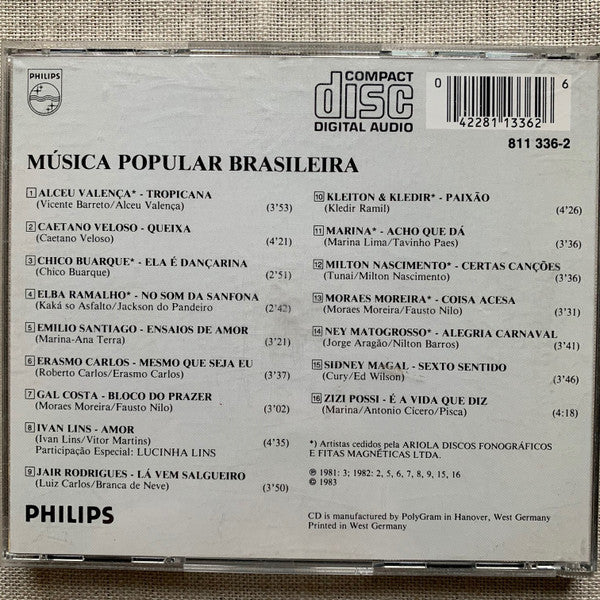 PHILIPS
COMPACT
disc
DIGITAL AUDIO
0 42281 13362 6
811 336-2
MÚSICA POPULAR BRASILEIRA
1 ALCEU VALENÇA* - TROPICANA
(Vicente Barreto/Alceu Valença) (3'53)
2 CAETANO VELOSO - QUEIXA
(Caetano Veloso) (4'21)
3 CHICO BUARQUE* - ELA É DANÇARINA
(Chico Buarque) (2'51)
4 ELBA RAMALHO* - NO SOM DA SANFONA
(Kaká so Asfalto/Jackson do Pandeiro (2'42)
5 EMILIO SANTIAGO - ENSAIOS DE AMOR
(Marina-Ana Terra) (3'21)
6 ERASMO CARLOS - MESMO QUE SEJA EU
(Roberto Carlos/Erasmo Carlos) (3'37)
7 GAL COSTA - BLOCO DO PRAZER
(Moraes Moreira/Fausto Nilo) (3'02)
8 IVAN LINS - AMOR
(Ivan Lins/Vitor Martins) (4'35)
Participação Especial: LUCINHA LINS
9 JAIR RODRIGUES - LÁ VEM SALGUEIRO
(Luiz Carlos/Branca de Neve) (3'50)
10 KLEITON & KLEDIR* - PAIXÃO
(Kledir Ramil) (4'26)
11 MARINA* - ACHO QUE DÁ
(Marina Lima/Tavinho Paes) (3'36)
12 MILTON NASCIMENTO* - CERTAS CANÇÕES
(Tunai/Milton Nascimento) (3'36)
13 MORAES MOREIRA* - COISA ACESA
(Moraes Moreira/Fausto Nilo) (3'31)
14 NEY MATOGROSSO* - ALEGRIA CARNAVAL
(Jorge Aragão/Nilton Barros) (3'41)
15 SIDNEY MAGAL - SEXTO SENTIDO
(Cury/Ed Wilson) (3'46)
16 ZIZI POSSI - É A VIDA QUE DIZ
(Marina/Antonio Cícero/Pisca) (4:18)
*) Artistas cedidos pela ARIOLA DISCOS FONOGRÁFICOS
E FITAS MAGNÉTICAS LTDA.
℗ 1981: 3; 1982: 2, 5, 6, 7, 8, 9, 15, 16
© 1983
CD is manufactured by PolyGram in Hanover, West Germany
Printed in West Germany
PHILIPS